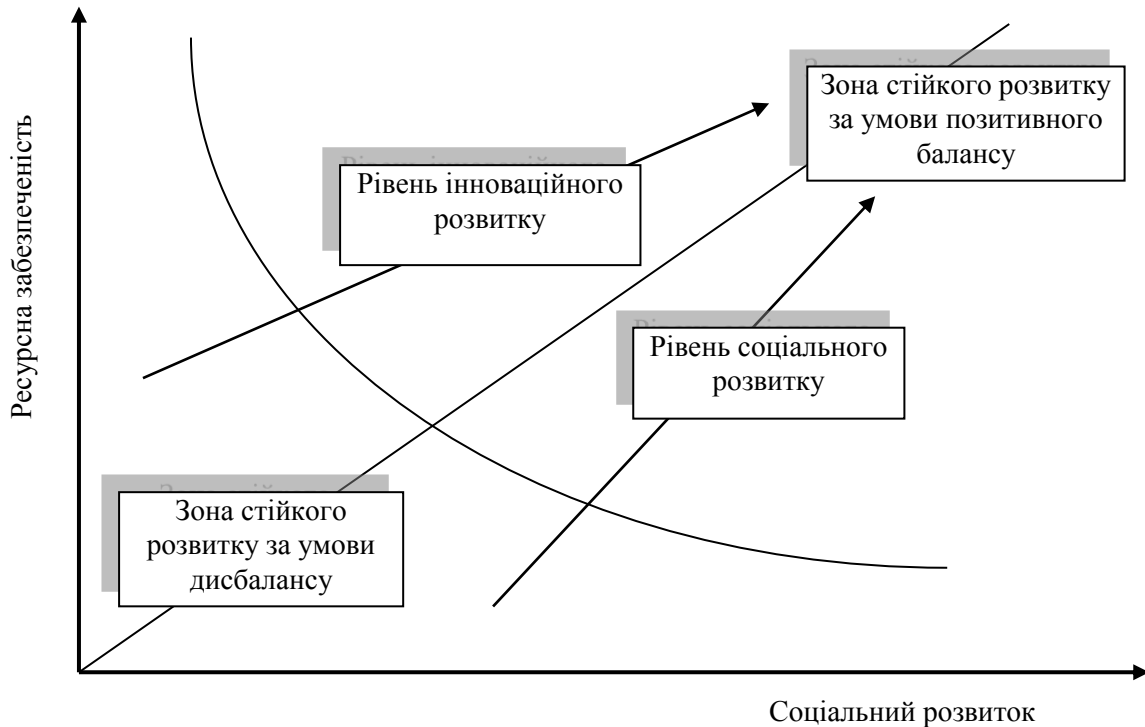 Зона стійкого розвитку
за умови позитивного
балансу
Рівень інноваційного
розвитку
Рівень соціального
розвитку
Зона стійкого
розвитку за умови
дисбалансу
Ресурсна забезпеченість
Соціальний розвиток